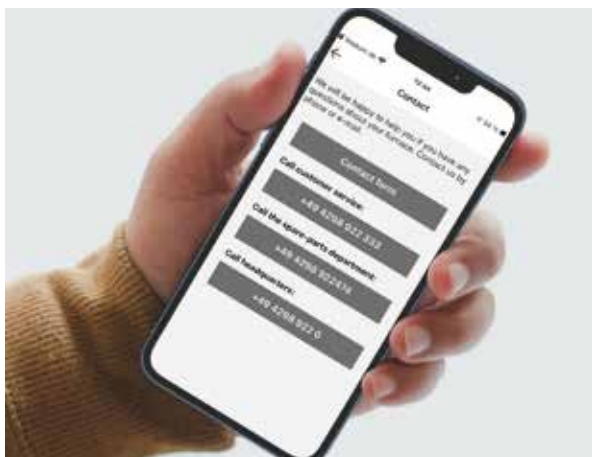 Contact
We will be happy to help you if you have any
questions about your furnace. Contact us by
phone or e-mail.
Contact form
Call customer service:
+49 4298 922 333
Call the spare-parts department:
+49 4298 922474
Call headquarters:
+49 4298 922 0